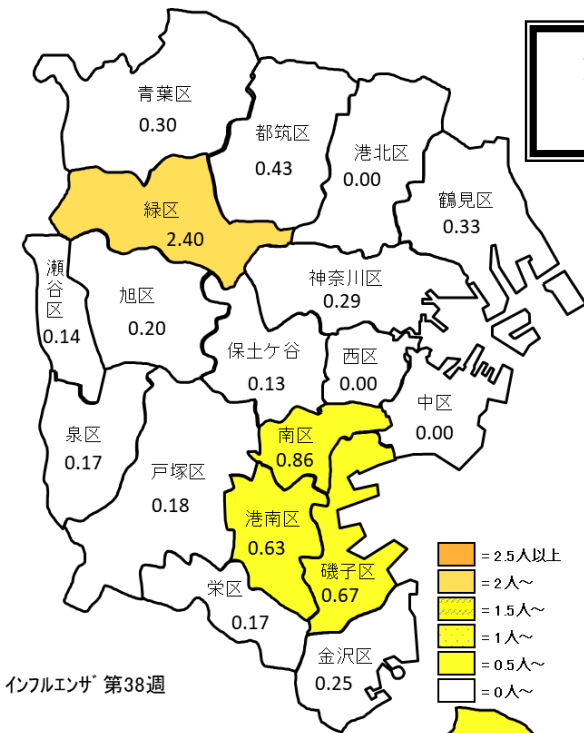 青葉区
0.30
都筑区
0.43
港北区
0.00
鶴見区
0.33
緑区
2.40
瀬谷区
0.14
旭区
0.20
神奈川区
0.29
保土ケ谷
0.13
西区
0.00
中区
0.00
泉区
0.17
戸塚区
0.18
南区
0.86
港南区
0.63
磯子区
0.67
栄区
0.17
金沢区
0.25
=2.5人以上
=2人～
=1.5人～
=1人～
=0.5人～
=0人～
インフルエンザ 第38週